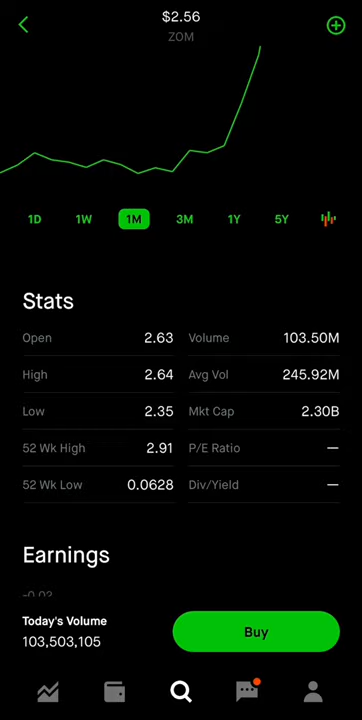 $2.56
ZOM
1D 1W 1M 3M 1Y 5Y
Stats
Open 2.63 Volume 103.50M
High 2.64 Avg Vol 245.92M
Low 2.35 Mkt Cap 2.30B
52 Wk High 2.91 P/E Ratio —
52 Wk Low 0.0628 Div/Yield —
Earnings
Today's Volume
103,503,105
Buy